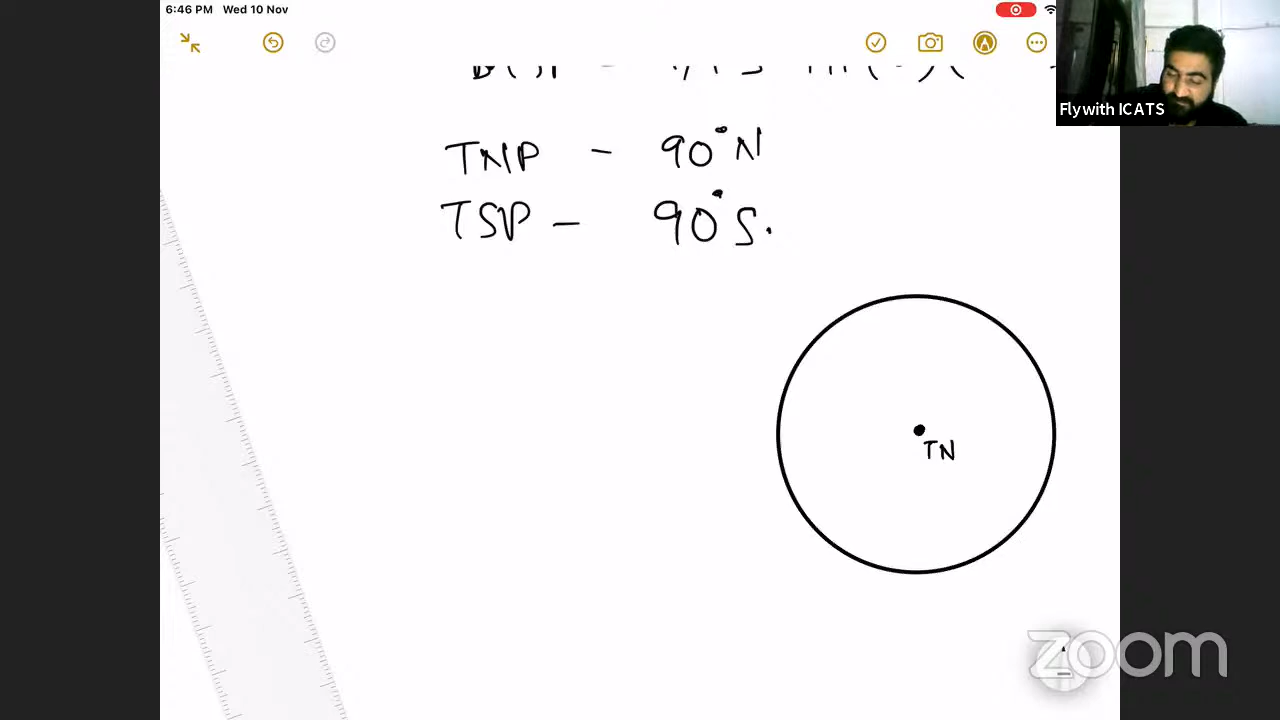 6:46 PM Wed 10 Nov
Flywith ICATS
TNP - 90° N
TSP - 90° S.
TN
zoom